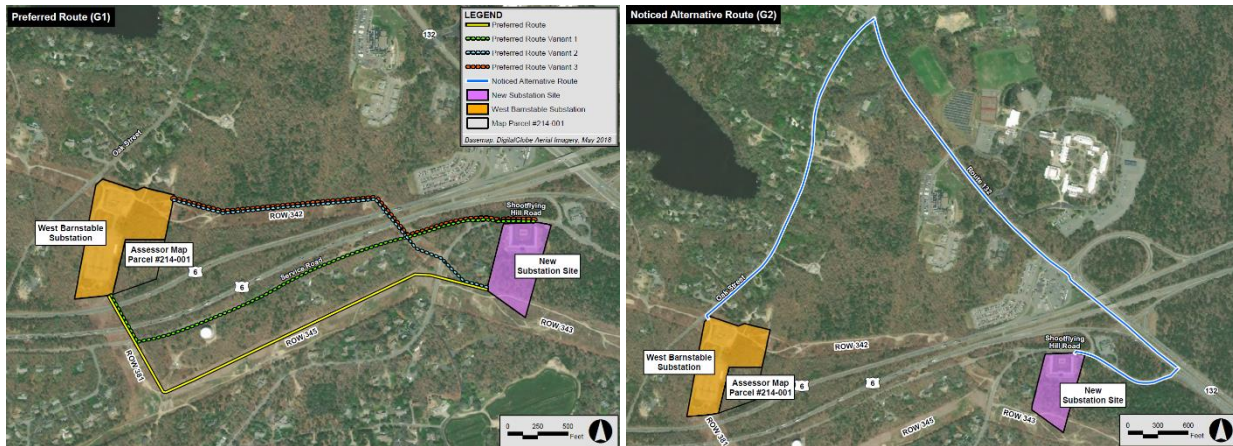 Preferred Route (G1)
LEGEND
Preferred Route
Preferred Route Variant 1
Preferred Route Variant 2
Preferred Route Variant 3
Noticed Alternative Route
New Substation Site
West Barnstable Substation
Map Parcel #214-001
Basemap: DigitalGlobe Aerial Imagery, May 2018
132
Oak Street
ROW 342
Shootflying
Hill Road
West Barnstable
Substation
Assessor Map
Parcel #214-001
6
Service Road
6
New
Substation Site
ROW 343
ROW 345
ROW 381
0 250 500
Feet
Noticed Alternative Route (G2)
Route 132
Oak Street
ROW 342
Shootflying
Hill Road
West Barnstable
Substation
Assessor Map
Parcel #214-001
6
6
132
New
Substation Site
ROW 343
ROW 345
ROW 381
0 300 600
Feet